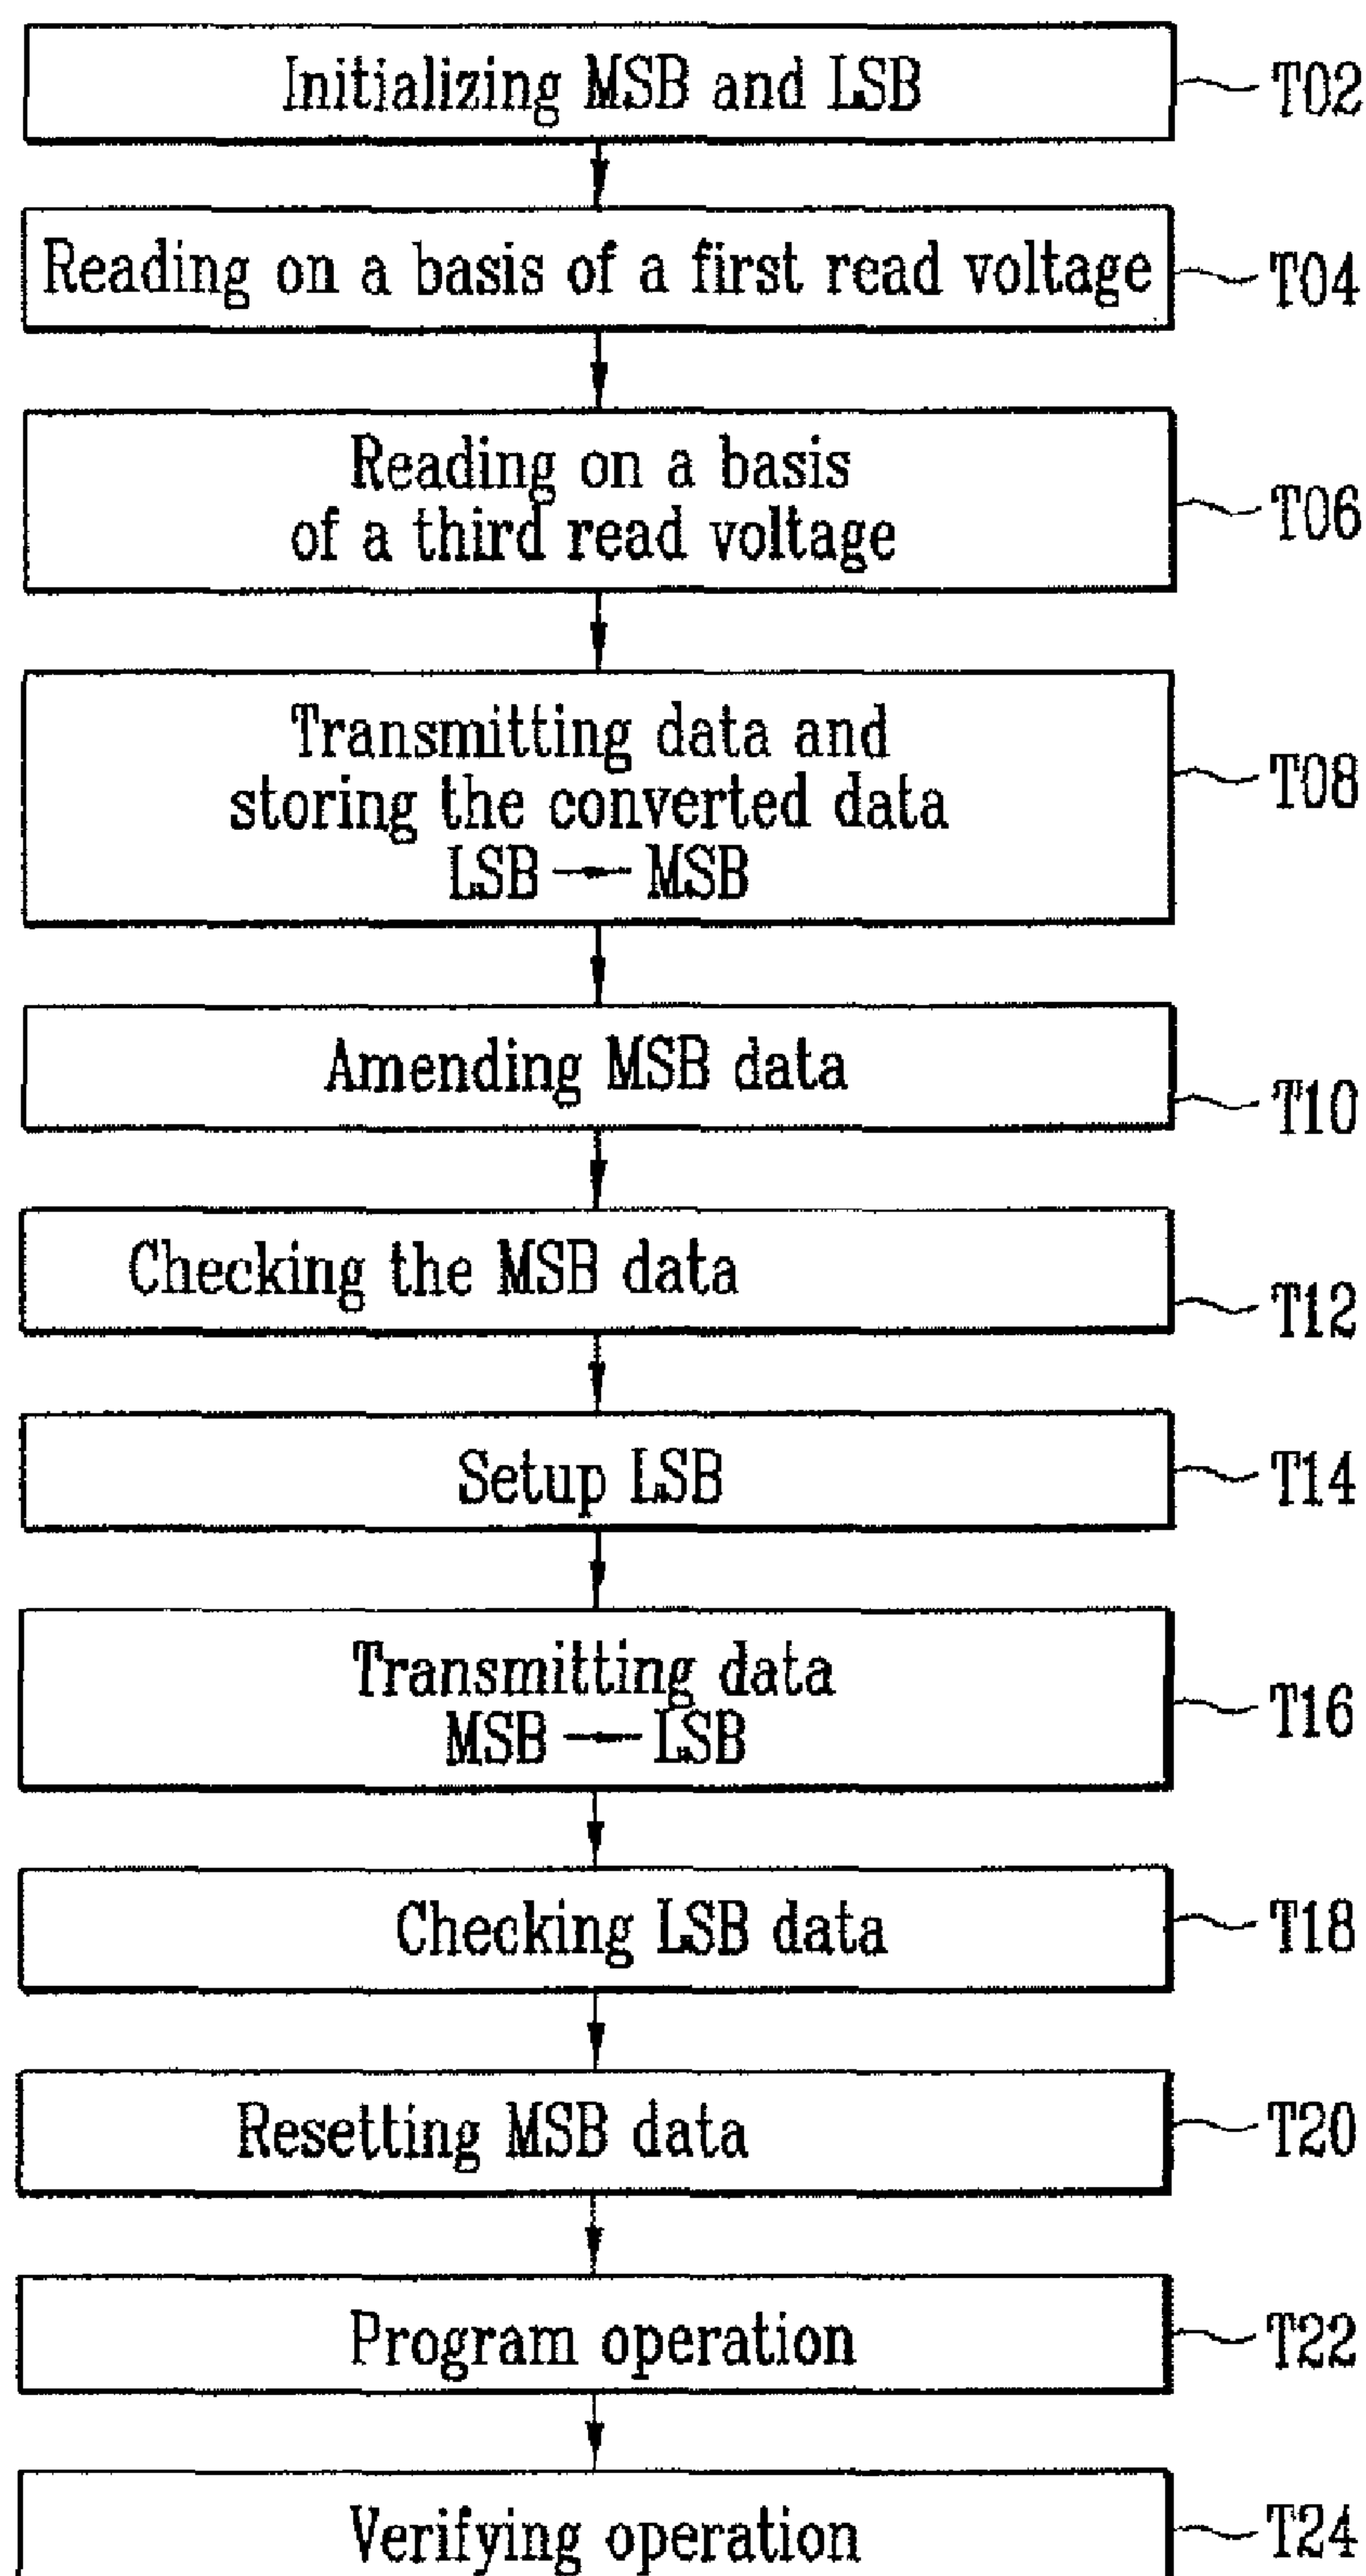 Initializing MSB and LSB T02
Reading on a basis of a first read voltage T04
Reading on a basis
of a third read voltage T06
Transmitting data and
storing the converted data T08
LSB → MSB
Amending MSB data T10
Checking the MSB data T12
Setup LSB T14
Transmitting data
MSB → LSB T16
Checking LSB data T18
Resetting MSB data T20
Program operation T22
Verifying operation T24